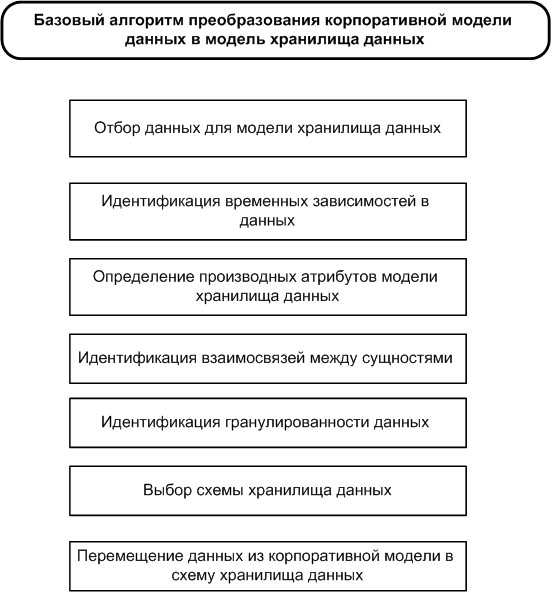 Базовый алгоритм преобразования корпоративной модели
данных в модель хранилища данных
Отбор данных для модели хранилища данных
Идентификация временных зависимостей в
данных
Определение производных атрибутов модели
хранилища данных
Идентификация взаимосвязей между сущностями
Идентификация гранулированности данных
Выбор схемы хранилища данных
Перемещение данных из корпоративной модели в
схему хранилища данных